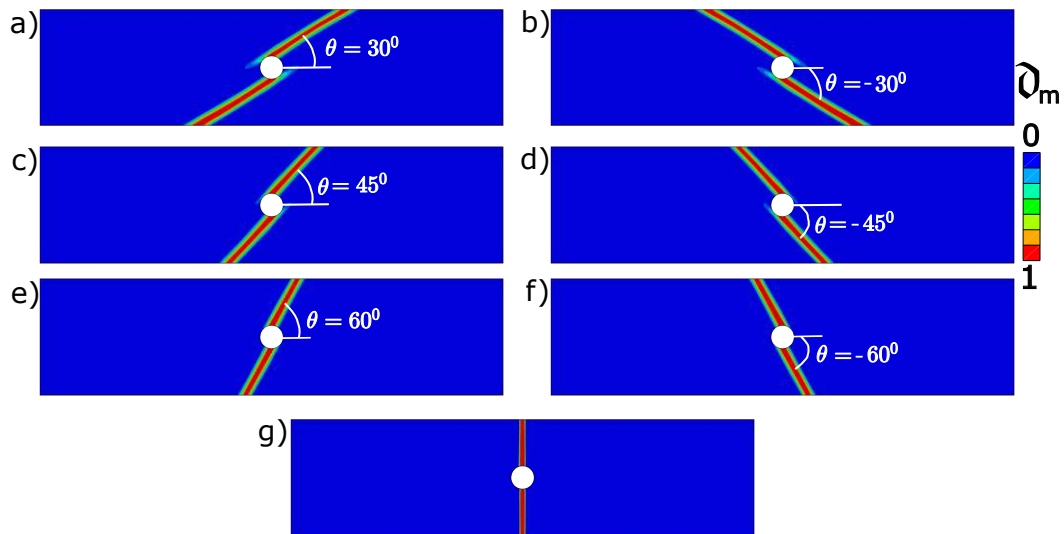 a)
θ = 30⁰
b)
θ = - 30⁰
𝔡m
0
1
c)
θ = 45⁰
d)
θ = - 45⁰
e)
θ = 60⁰
f)
θ = - 60⁰
g)